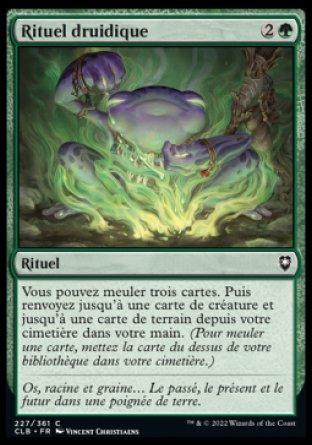 Rituel druidique 2
Rituel
Vous pouvez meuler trois cartes. Puis
renvoyez jusqu'à une carte de créature et
jusqu'à une carte de terrain depuis votre
cimetière dans votre main. (Pour meuler
une carte, mettez la carte du dessus de votre
bibliothèque dans votre cimetière.)
Os, racine et graine... Le passé, le présent et le
futur dans une poignée de terre.
227/361 C
CLB • FR VINCENT CHRISTIAENS
™ & © 2022 Wizards of the Coast